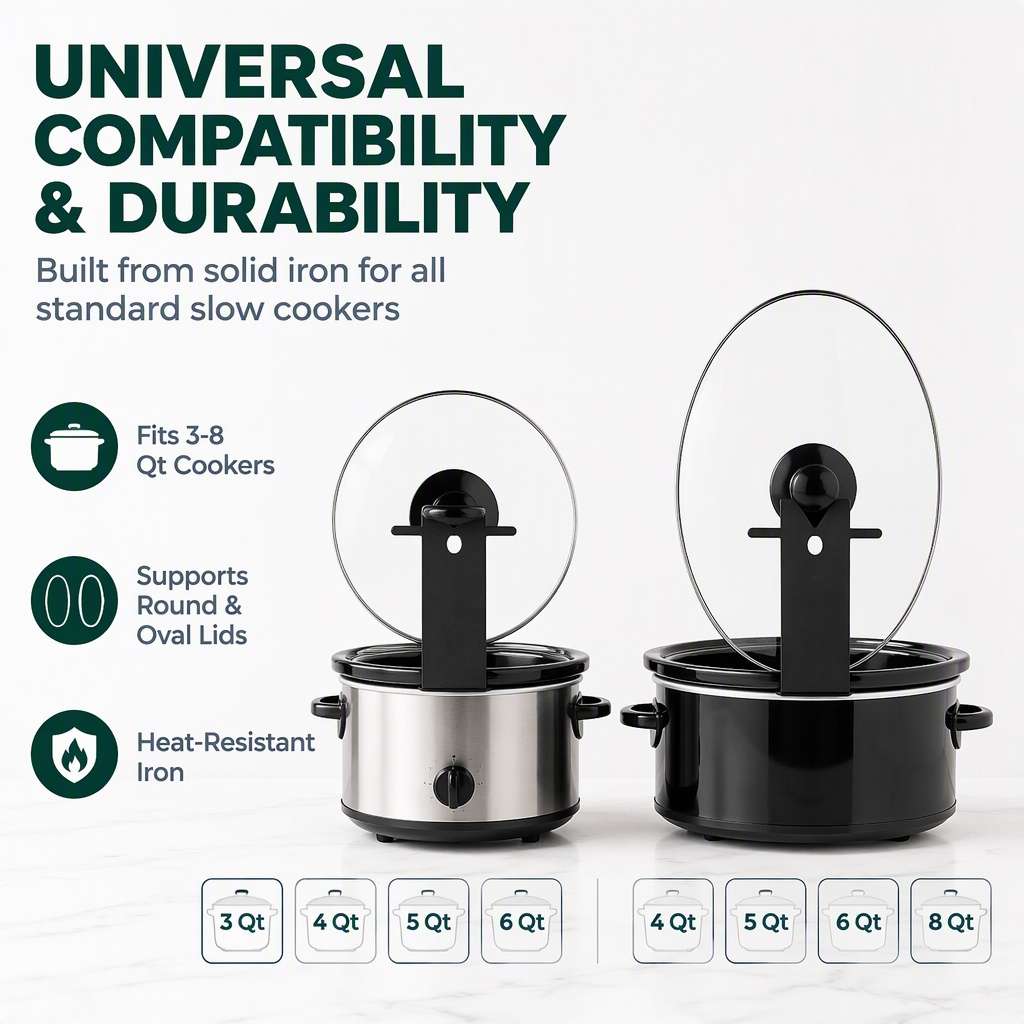 UNIVERSAL
COMPATIBILITY
& DURABILITY
Built from solid iron for all
standard slow cookers
Fits 3-8
Qt Cookers
Supports
Round &
Oval Lids
Heat-Resistant
Iron
3 Qt
4 Qt
5 Qt
6 Qt
4 Qt
5 Qt
6 Qt
8 Qt